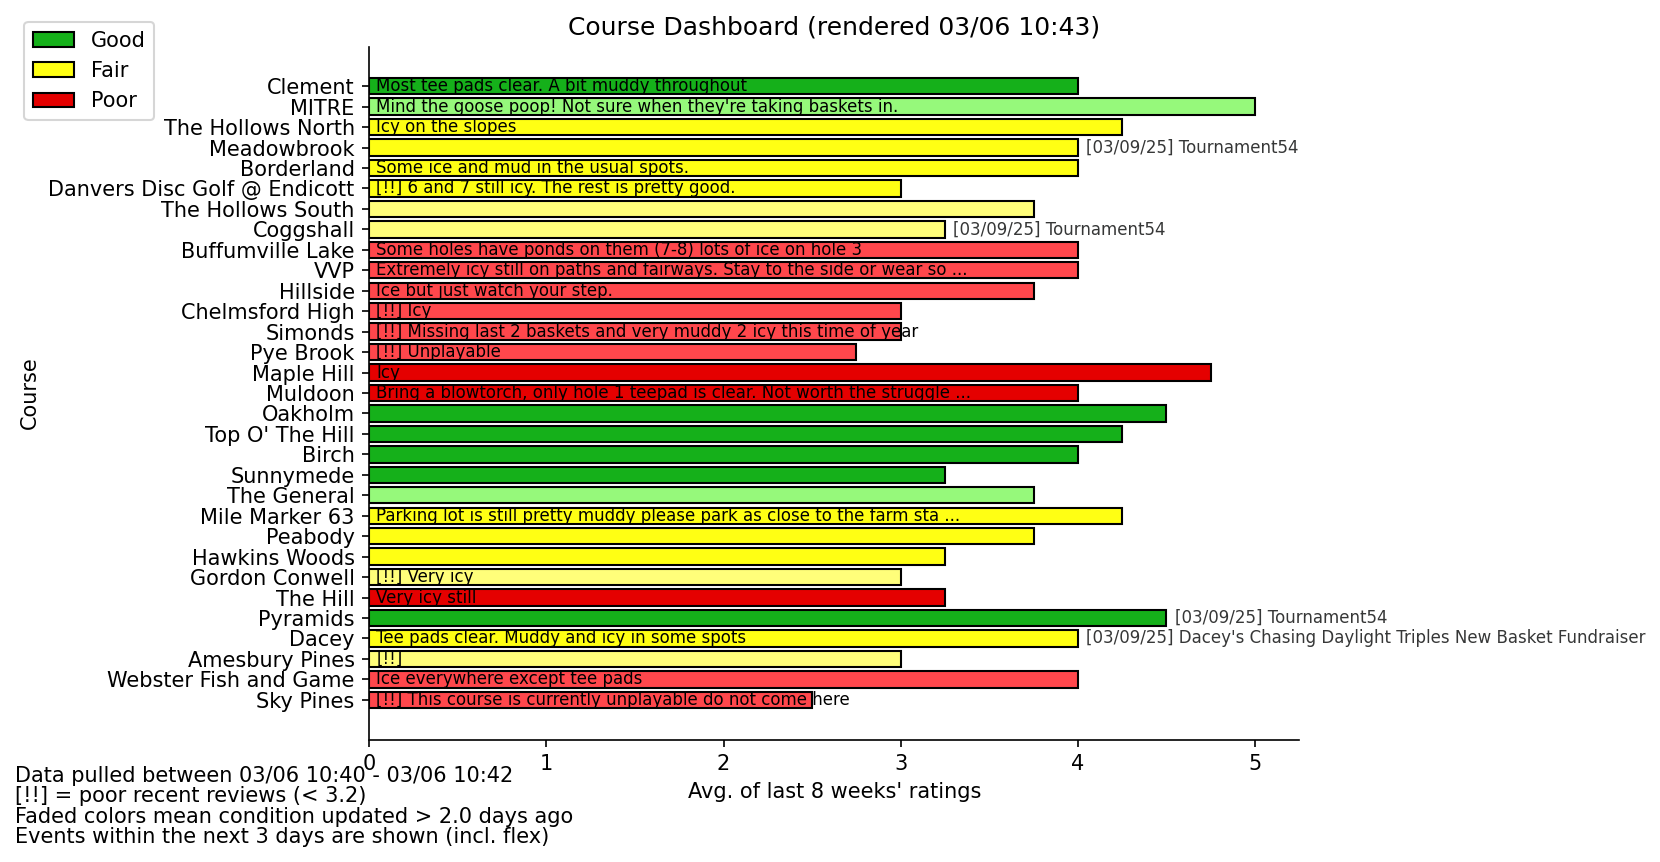 Course Dashboard (rendered 03/06 10:43)
Good
Fair
Poor
Course
Clement Most tee pads clear. A bit muddy throughout
MITRE Mind the goose poop! Not sure when they're taking baskets in.
The Hollows North Icy on the slopes
Meadowbrook [03/09/25] Tournament54
Borderland Some ice and mud in the usual spots.
Danvers Disc Golf @ Endicott [!!] 6 and 7 still icy. The rest is pretty good.
The Hollows South
Coggshall [03/09/25] Tournament54
Buffumville Lake Some holes have ponds on them (7-8) lots of ice on hole 3
VVP Extremely icy still on paths and fairways. Stay to the side or wear so ...
Hillside Ice but just watch your step.
Chelmsford High [!!] Icy
Simonds [!!] Missing last 2 baskets and very muddy 2 icy this time of year
Pye Brook [!!] Unplayable
Maple Hill Icy
Muldoon Bring a blowtorch, only hole 1 teepad is clear. Not worth the struggle ...
Oakholm
Top O' The Hill
Birch
Sunnymede
The General
Mile Marker 63 Parking lot is still pretty muddy please park as close to the farm sta ...
Peabody
Hawkins Woods
Gordon Conwell [!!] Very icy
The Hill Very icy still
Pyramids [03/09/25] Tournament54
Dacey Tee pads clear. Muddy and icy in some spots [03/09/25] Dacey's Chasing Daylight Triples New Basket Fundraiser
Amesbury Pines [!!]
Webster Fish and Game Ice everywhere except tee pads
Sky Pines [!!] This course is currently unplayable do not come here
0 1 2 3 4 5
Avg. of last 8 weeks' ratings
Data pulled between 03/06 10:40 - 03/06 10:42
[!!] = poor recent reviews (< 3.2)
Faded colors mean condition updated > 2.0 days ago
Events within the next 3 days are shown (incl. flex)